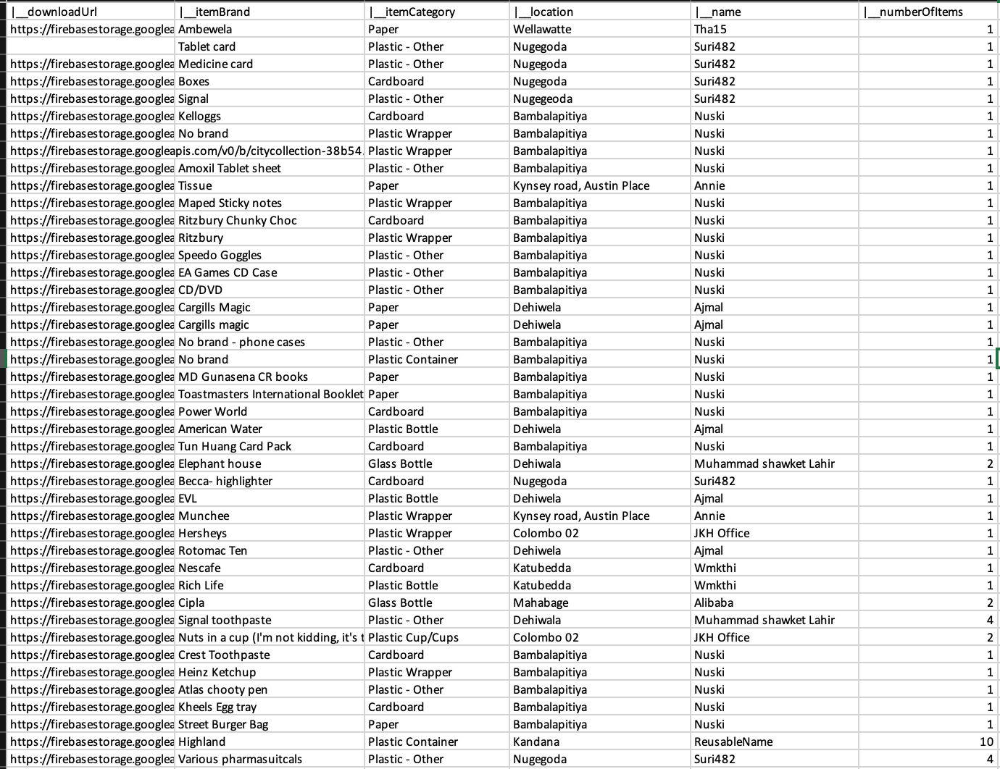 |__downloadUrl |__itemBrand |__itemCategory |__location |__name |__numberOfItems
https://firebasestorage.googlea Ambewela Paper Wellawatte Tha15 1
Tablet card Plastic - Other Nugegoda Suri482 1
https://firebasestorage.googlea Medicine card Plastic - Other Nugegoda Suri482 1
https://firebasestorage.googlea Boxes Cardboard Nugegoda Suri482 1
https://firebasestorage.googlea Signal Plastic - Other Nugegeoda Suri482 1
https://firebasestorage.googlea Kelloggs Cardboard Bambalapitiya Nuski 1
https://firebasestorage.googlea No brand Plastic Wrapper Bambalapitiya Nuski 1
https://firebasestorage.googleapis.com/v0/b/citycollection-38b54. Plastic Wrapper Bambalapitiya Nuski 1
https://firebasestorage.googlea Amoxil Tablet sheet Plastic - Other Bambalapitiya Nuski 1
https://firebasestorage.googlea Tissue Paper Kynsey road, Austin Place Annie 1
https://firebasestorage.googlea Maped Sticky notes Plastic Wrapper Bambalapitiya Nuski 1
https://firebasestorage.googlea Ritzbury Chunky Choc Cardboard Bambalapitiya Nuski 1
https://firebasestorage.googlea Ritzbury Plastic Wrapper Bambalapitiya Nuski 1
https://firebasestorage.googlea Speedo Goggles Plastic - Other Bambalapitiya Nuski 1
https://firebasestorage.googlea EA Games CD Case Plastic - Other Bambalapitiya Nuski 1
https://firebasestorage.googlea CD/DVD Plastic - Other Bambalapitiya Nuski 1
https://firebasestorage.googlea Cargills Magic Paper Dehiwela Ajmal 1
https://firebasestorage.googlea Cargills magic Paper Dehiwela Ajmal 1
https://firebasestorage.googlea No brand - phone cases Plastic - Other Bambalapitiya Nuski 1
https://firebasestorage.googlea No brand Plastic Container Bambalapitiya Nuski 1
https://firebasestorage.googlea MD Gunasena CR books Paper Bambalapitiya Nuski 1
https://firebasestorage.googlea Toastmasters International Booklet Paper Bambalapitiya Nuski 1
https://firebasestorage.googlea Power World Cardboard Bambalapitiya Nuski 1
https://firebasestorage.googlea American Water Plastic Bottle Dehiwela Ajmal 1
https://firebasestorage.googlea Tun Huang Card Pack Cardboard Bambalapitiya Nuski 1
https://firebasestorage.googlea Elephant house Glass Bottle Dehiwala Muhammad shawket Lahir 2
https://firebasestorage.googlea Becca- highlighter Cardboard Nugegoda Suri482 1
https://firebasestorage.googlea EVL Plastic Bottle Dehiwela Ajmal 1
https://firebasestorage.googlea Munchee Plastic Wrapper Kynsey road, Austin Place Annie 1
https://firebasestorage.googlea Hersheys Plastic Wrapper Colombo 02 JKH Office 1
https://firebasestorage.googlea Rotomac Ten Plastic - Other Dehiwela Ajmal 1
https://firebasestorage.googlea Nescafe Cardboard Katubedda Wmkthi 1
https://firebasestorage.googlea Rich Life Plastic Bottle Katubedda Wmkthi 1
https://firebasestorage.googlea Cipla Glass Bottle Mahabage Alibaba 2
https://firebasestorage.googlea Signal toothpaste Plastic - Other Dehiwala Muhammad shawket Lahir 4
https://firebasestorage.googlea Nuts in a cup (I'm not kidding, it's t Plastic Cup/Cups Colombo 02 JKH Office 2
https://firebasestorage.googlea Crest Toothpaste Cardboard Bambalapitiya Nuski 1
https://firebasestorage.googlea Heinz Ketchup Plastic Wrapper Bambalapitiya Nuski 1
https://firebasestorage.googlea Atlas chooty pen Plastic - Other Bambalapitiya Nuski 1
https://firebasestorage.googlea Kheels Egg tray Cardboard Bambalapitiya Nuski 1
https://firebasestorage.googlea Street Burger Bag Paper Bambalapitiya Nuski 1
https://firebasestorage.googlea Highland Plastic Container Kandana ReusableName 10
https://firebasestorage.googlea Various pharmasuitcals Plastic - Other Nugegoda Suri482 4